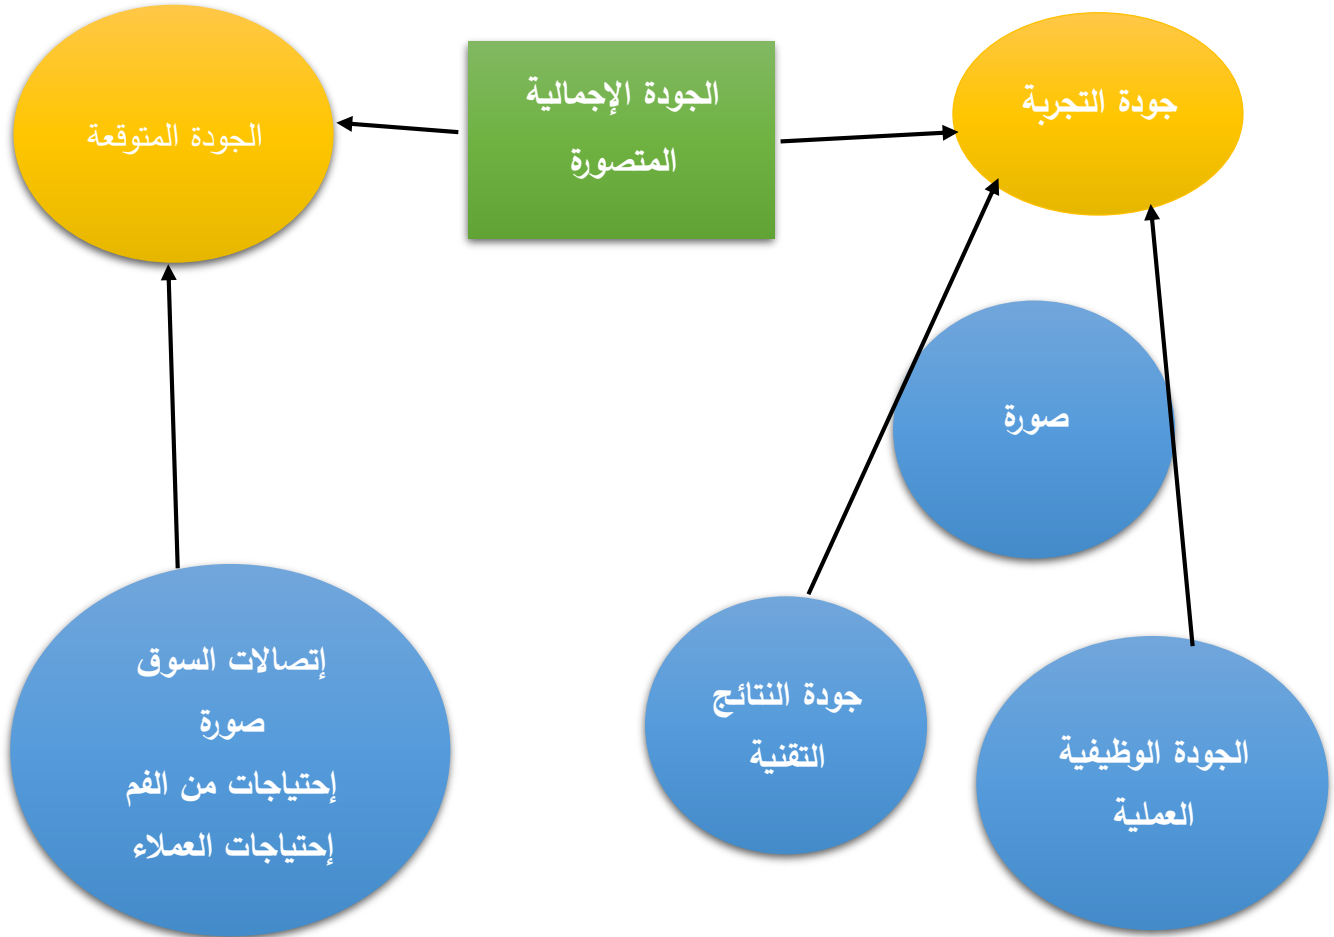 جودة التجربة
الجودة الإجمالية
المتصورة
الجودة المتوقعة
صورة
الجودة الوظيفية
العملية
جودة النتائج
التقنية
إتصالات السوق
صورة
إحتياجات من الفم
إحتياجات العملاء